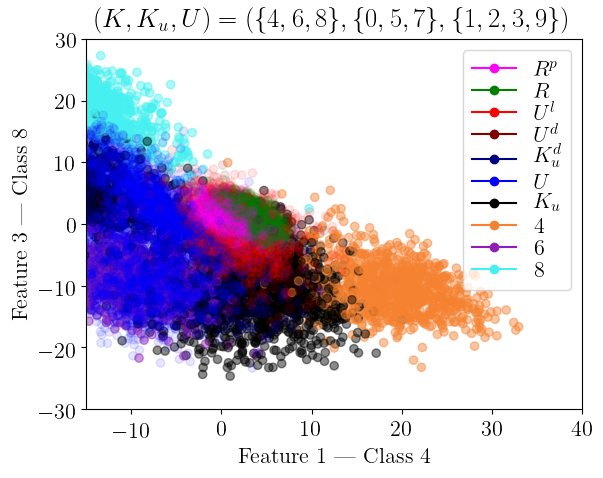 (K, K_u, U) = ({4, 6, 8}, {0, 5, 7}, {1, 2, 3, 9})
30
20
10
0
−10
−20
−30
Feature 3 — Class 8
R^p
R
U^l
U^d
K_u^d
U
K_u
4
6
8
−10
0
10
20
30
40
Feature 1 — Class 4